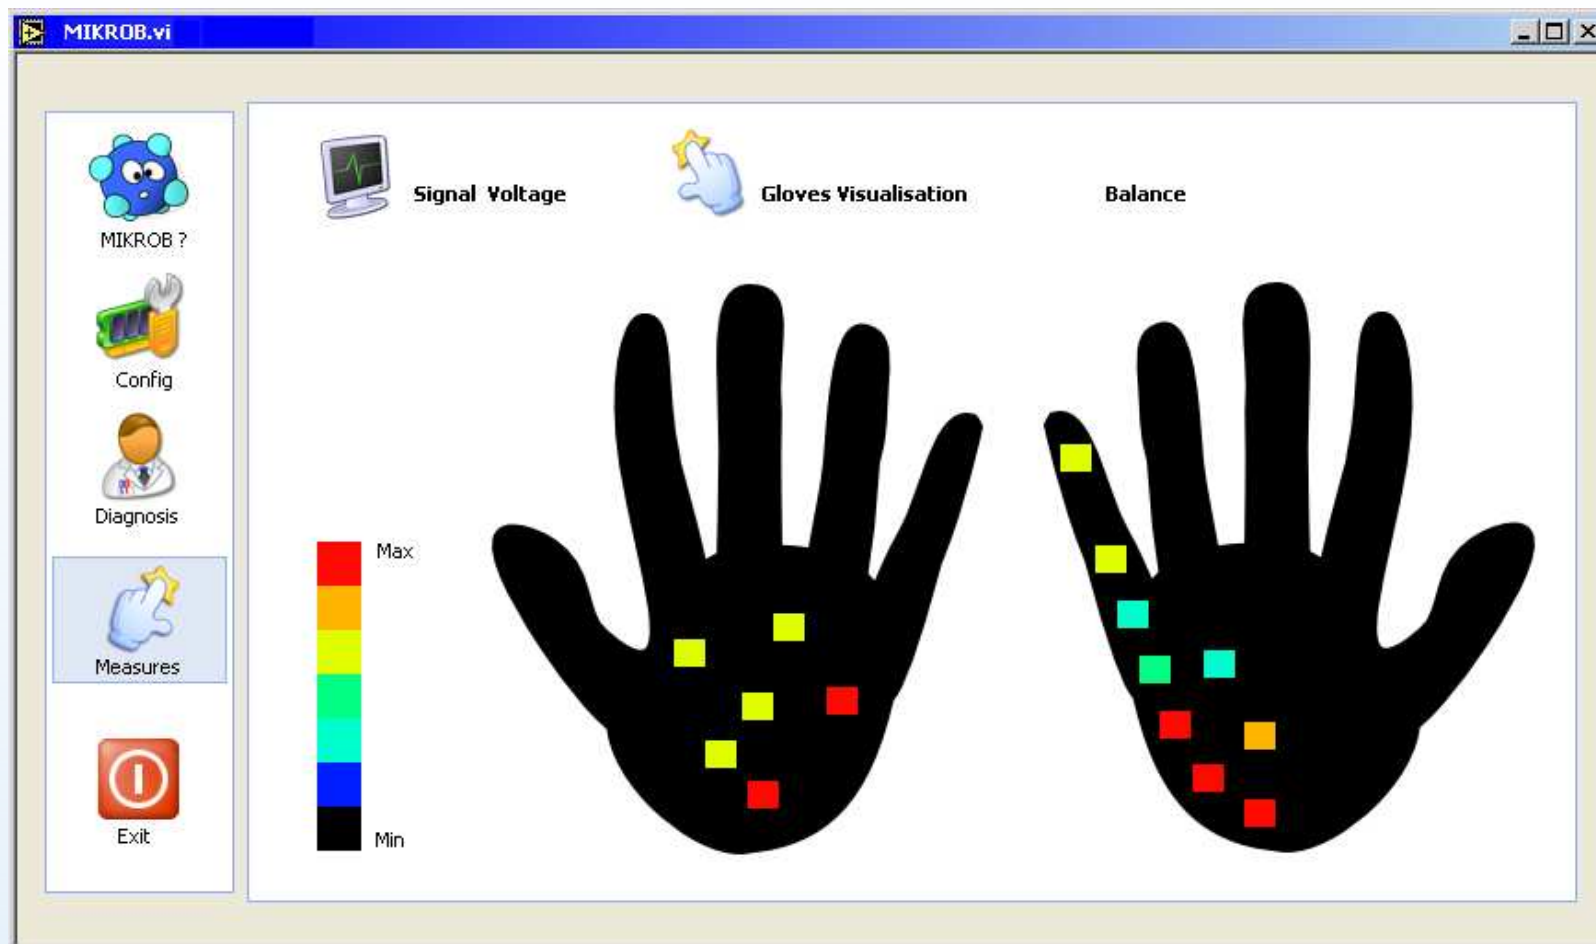 MIKROB.vi
MIKROB ?
Config
Diagnosis
Measures
Exit
Signal Voltage
Gloves Visualisation
Balance
Max
Min